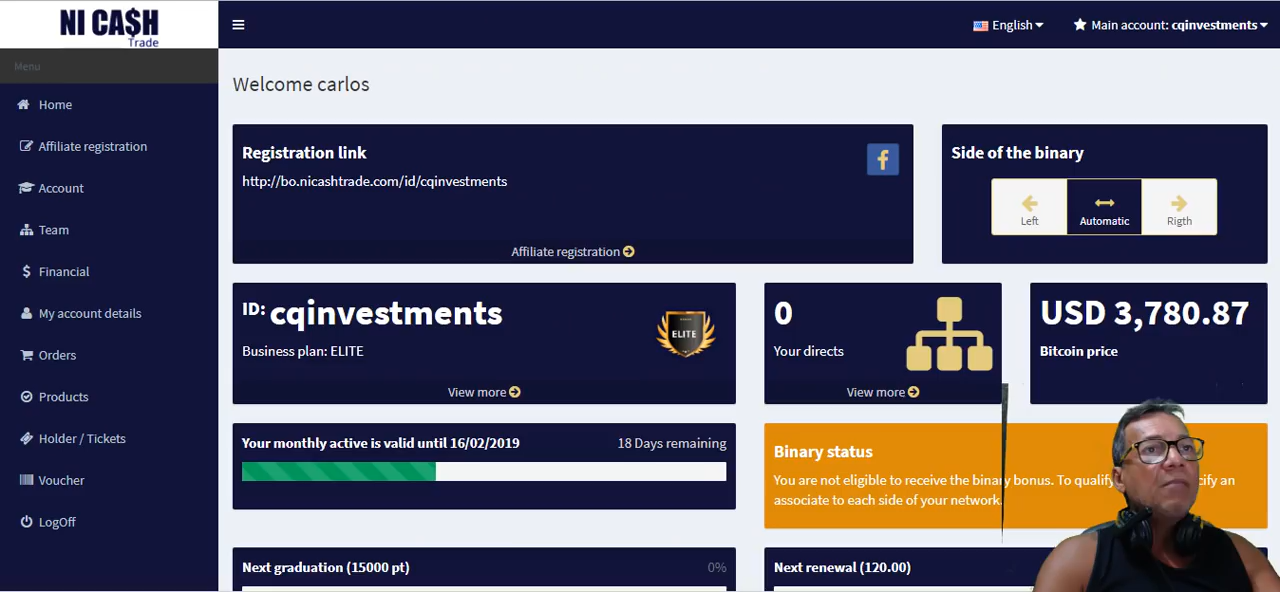 NI CA$H
Trade
English
Main account: cqinvestments
Menu
Home
Affiliate registration
Account
Team
Financial
My account details
Orders
Products
Holder / Tickets
Voucher
LogOff
Welcome carlos
Registration link
http://bo.nicashtrade.com/id/cqinvestments
Affiliate registration
Side of the binary
Left
Automatic
Rigth
ID: cqinvestments
Business plan: ELITE
ELITE
View more
0
Your directs
View more
USD 3,780.87
Bitcoin price
Your monthly active is valid until 16/02/2019
18 Days remaining
Binary status
You are not eligible to receive the binary bonus. To qualify an
associate to each side of your network.
Next graduation (15000 pt)
0%
Next renewal (120.00)